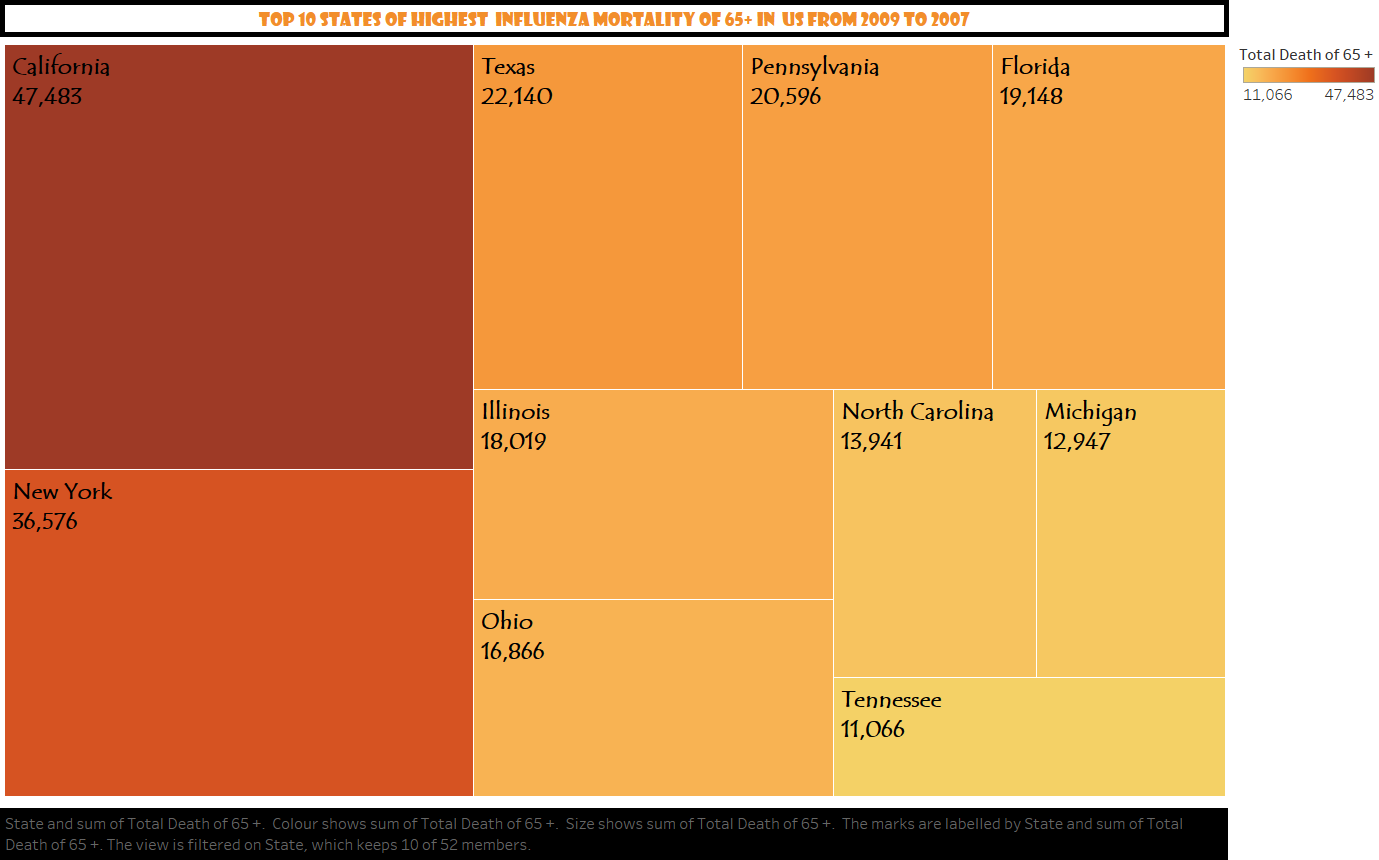 TOP 10 STATES OF HIGHEST INFLUENZA MORTALITY OF 65+ IN US FROM 2009 TO 2007
California
47,483
Texas
22,140
Pennsylvania
20,596
Florida
19,148
Total Death of 65 +
11,066 47,483
Illinois
18,019
North Carolina
13,941
Michigan
12,947
New York
36,576
Ohio
16,866
Tennessee
11,066
State and sum of Total Death of 65 +. Colour shows sum of Total Death of 65 +. Size shows sum of Total Death of 65 +. The marks are labelled by State and sum of Total
Death of 65 +. The view is filtered on State, which keeps 10 of 52 members.